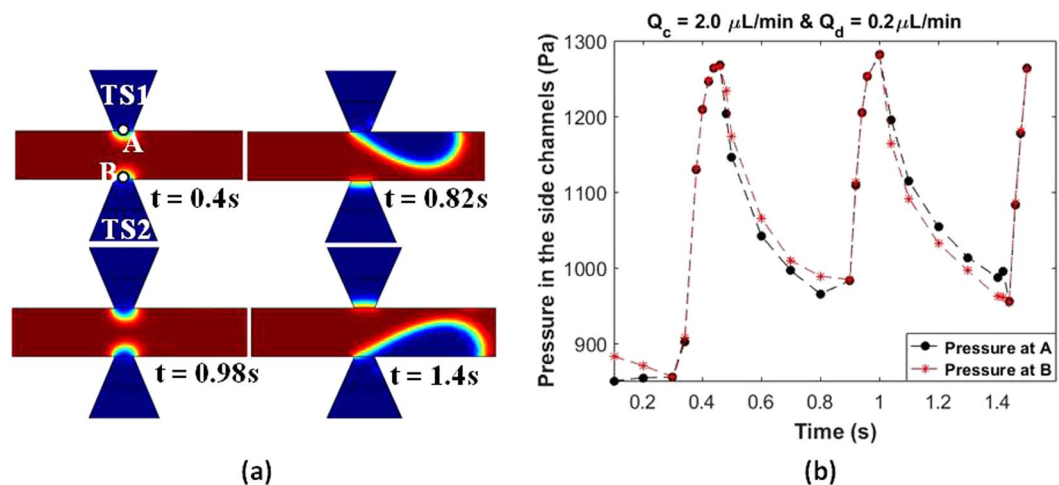 TS1
A
B
t = 0.4s
TS2
t = 0.82s
t = 0.98s
t = 1.4s
(a)
Q_c = 2.0 μL/min & Q_d = 0.2μL/min
Pressure in the side channels (Pa)
1300
1200
1100
1000
900
0.2 0.4 0.6 0.8 1 1.2 1.4
Time (s)
Pressure at A
Pressure at B
(b)